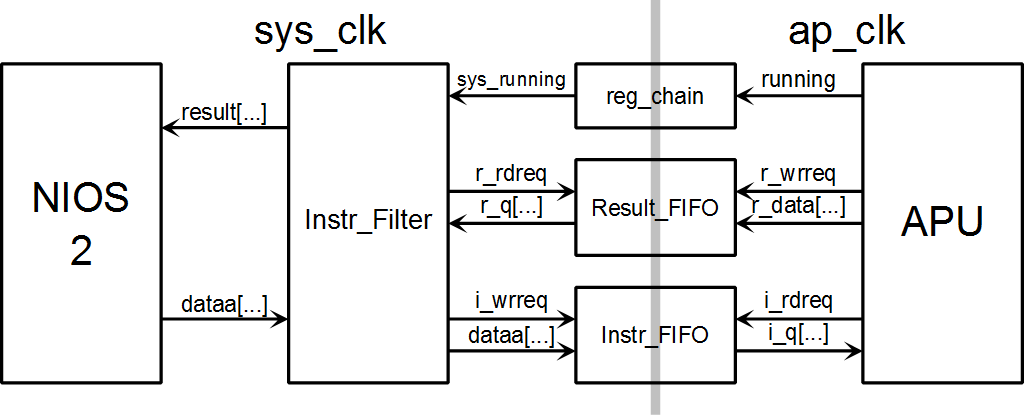 sys_clk
ap_clk
NIOS
2
result[...]
dataa[...]
Instr_Filter
sys_running
reg_chain
running
r_rdreq
r_q[...]
Result_FIFO
r_wrreq
r_data[...]
i_wrreq
dataa[...]
Instr_FIFO
i_rdreq
i_q[...]
APU